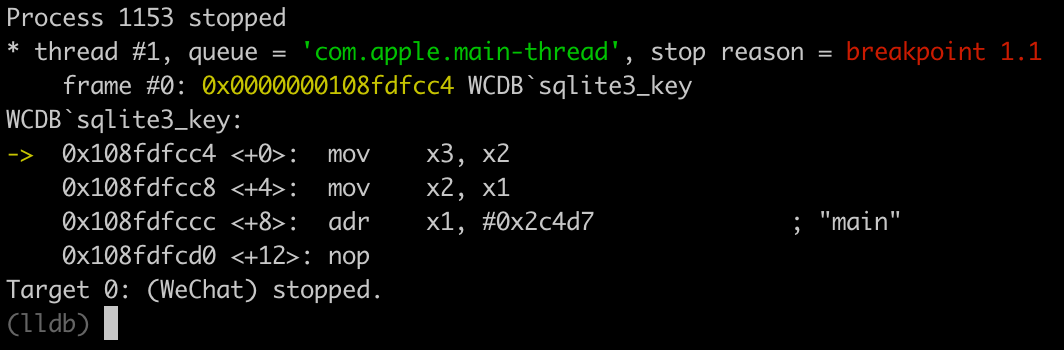 Process 1153 stopped
* thread #1, queue = 'com.apple.main-thread', stop reason = breakpoint 1.1
    frame #0: 0x0000000108fdfcc4 WCDB`sqlite3_key
WCDB`sqlite3_key:
->  0x108fdfcc4 <+0>:  mov    x3, x2
    0x108fdfcc8 <+4>:  mov    x2, x1
    0x108fdfccc <+8>:  adr    x1, #0x2c4d7              ; "main"
    0x108fdfcd0 <+12>: nop
Target 0: (WeChat) stopped.
(lldb)